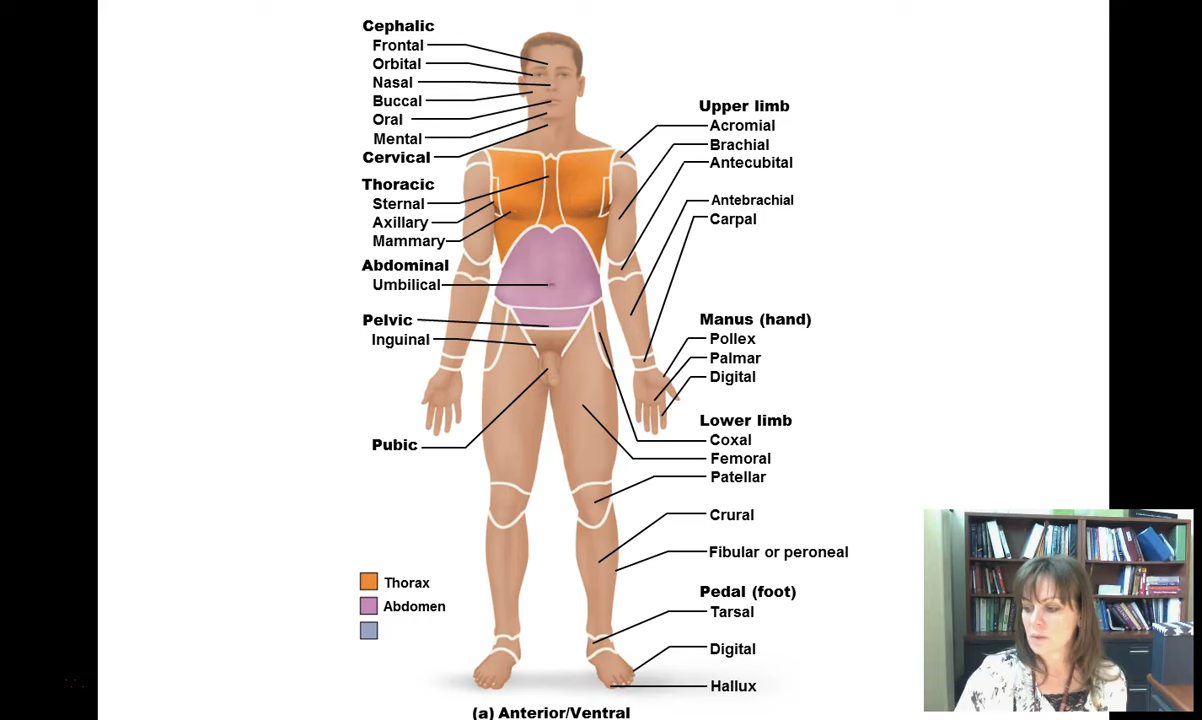 Cephalic
Frontal
Orbital
Nasal
Buccal
Oral
Mental
Cervical
Thoracic
Sternal
Axillary
Mammary
Abdominal
Umbilical
Pelvic
Inguinal
Pubic
Thorax
Abdomen
Upper limb
Acromial
Brachial
Antecubital
Antebrachial
Carpal
Manus (hand)
Pollex
Palmar
Digital
Lower limb
Coxal
Femoral
Patellar
Crural
Fibular or peroneal
Pedal (foot)
Tarsal
Digital
Hallux
(a) Anterior/Ventral